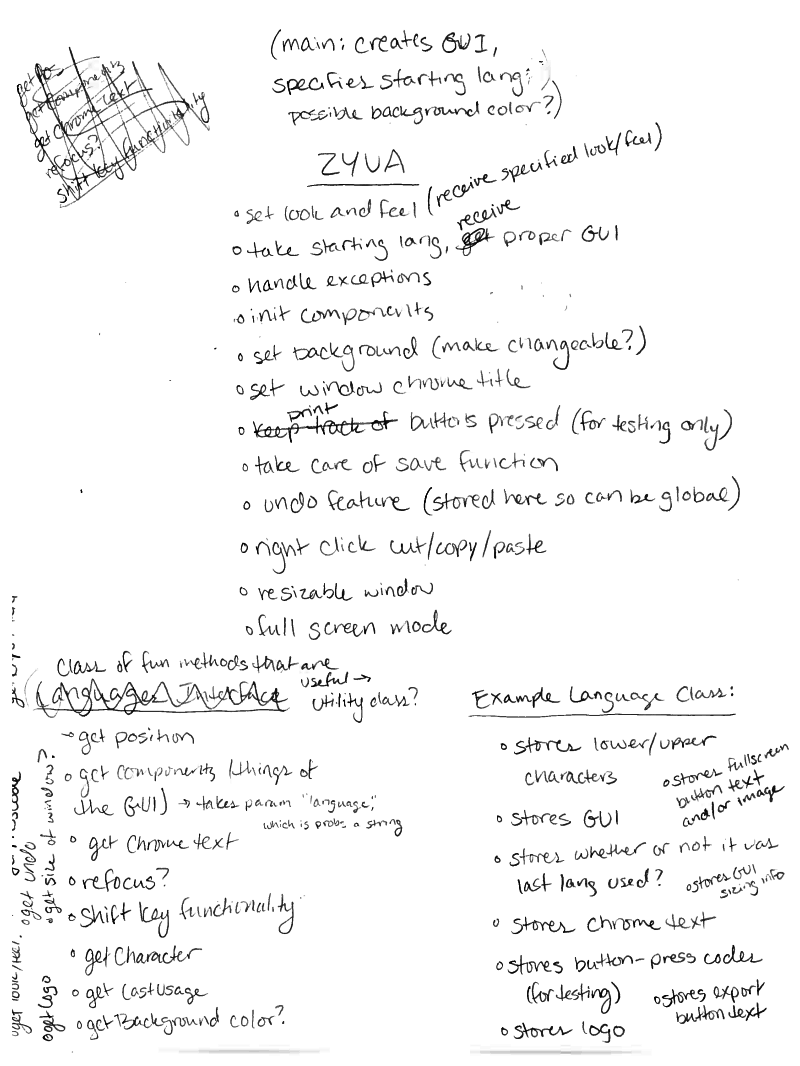 (main: creates GUI,
specifies starting lang;
possible background color?)
get pos
get components
get Chrome text
refocus?
shift key functionality
ZYVA
• set look and feel (receive specified look/feel)
• take starting lang, get receive proper GUI
• handle exceptions
• init components
• set background (make changeable?)
• set window chrome title
• keep track of print buttons pressed (for testing only)
• take care of save function
• undo feature (stored here so can be global)
• right click cut/copy/paste
• resizable window
• full screen mode
Class of fun methods that are
useful →
Languages Interface
utility class?
• get position
• get components (things of
the GUI) → takes param "language,"
which is probs a string
• get Chrome text
• refocus?
• Shift key functionality
• getCharacter
• get LastUsage
• getBackground color?
• get look/feel
• get undo
• get size of window?
• get logo
Example Language Class:
• stores lower/upper
characters
• stores fullscreen
button text
and/or image
• stores GUI
• stores whether or not it was
last lang used?
• stores GUI
sizing info
• stores Chrome text
• stores button-press codes
(for testing)
• stores export
button text
• stores logo